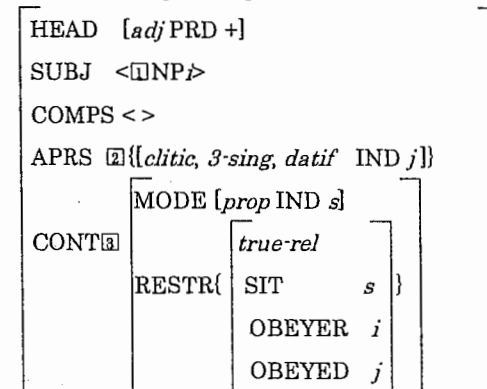 HEAD [adj PRD +]
SUBJ <1NPi>
COMPS < >
APRS 2{[clitic, 3-sing, datif IND j]}
MODE [prop IND s]
CONT3
true-rel
RESTR{ SIT s }
OBEYER i
OBEYED j